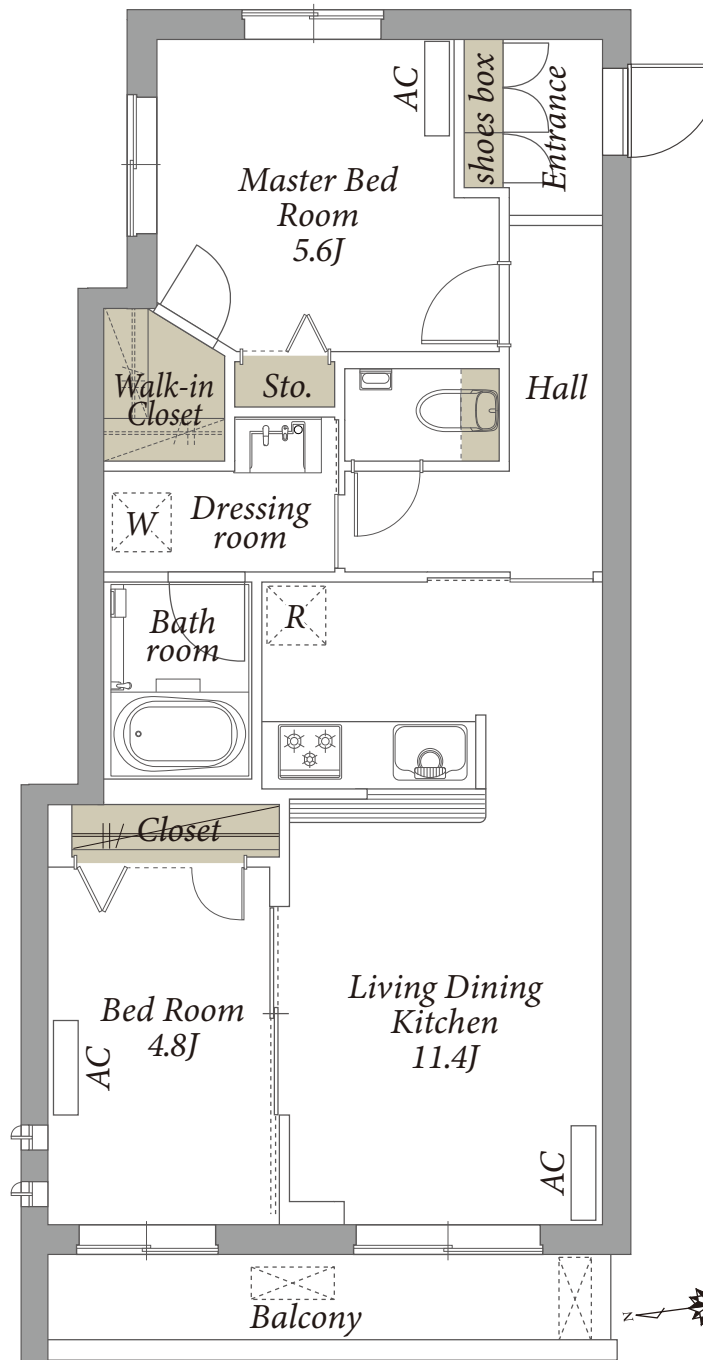 AC
shoes box
Entrance
Master Bed
Room
5.6J
Walk-in
Closet
Sto.
Hall
W
Dressing
room
Bath
room
R
Closet
Bed Room
4.8J
AC
Living Dining
Kitchen
11.4J
AC
Balcony
N